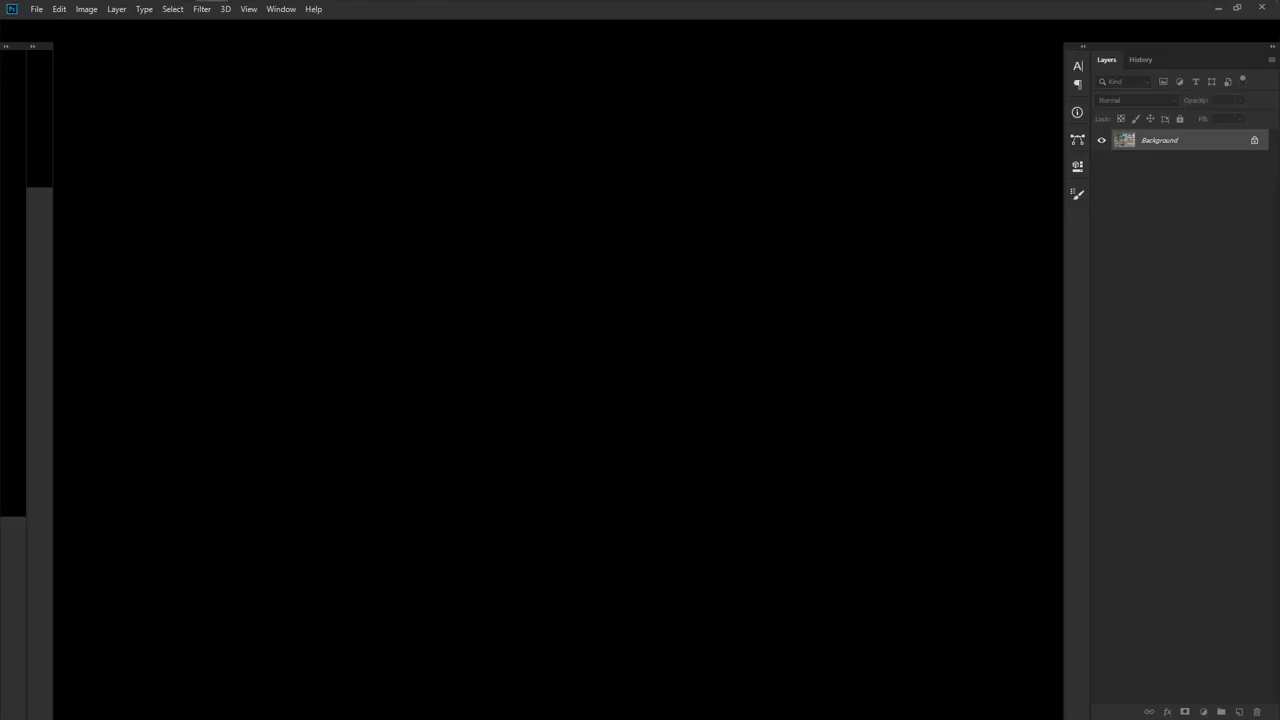 Ps File Edit Image Layer Type Select Filter 3D View Window Help
Layers History
Kind
Normal Opacity:
Lock: Fill:
Background